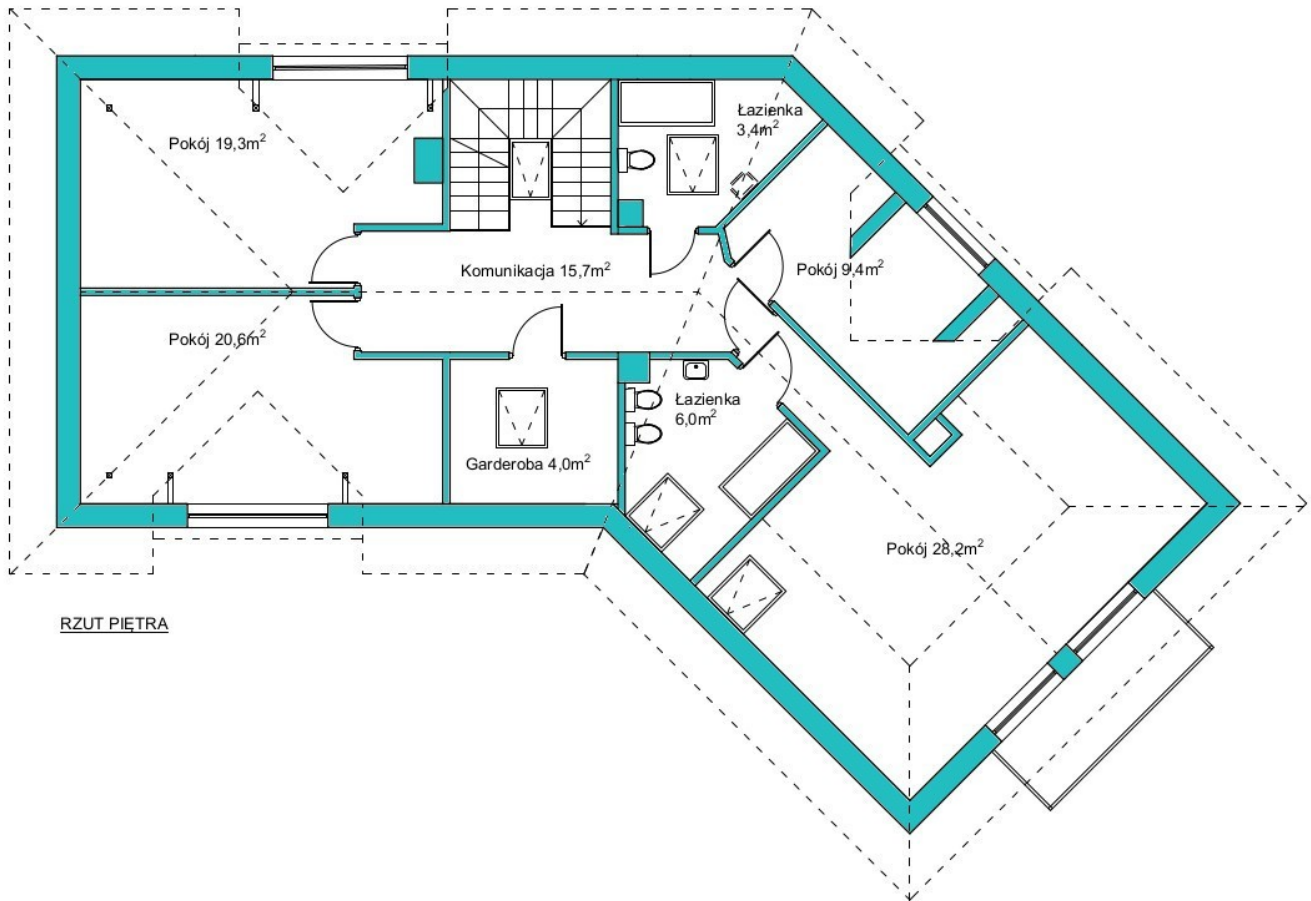 Pokój 19,3m²
Łazienka
3,4m²
Komunikacja 15,7m²
Pokój 9,4m²
Pokój 20,6m²
Łazienka
6,0m²
Garderoba 4,0m²
Pokój 28,2m²
RZUT PIĘTRA